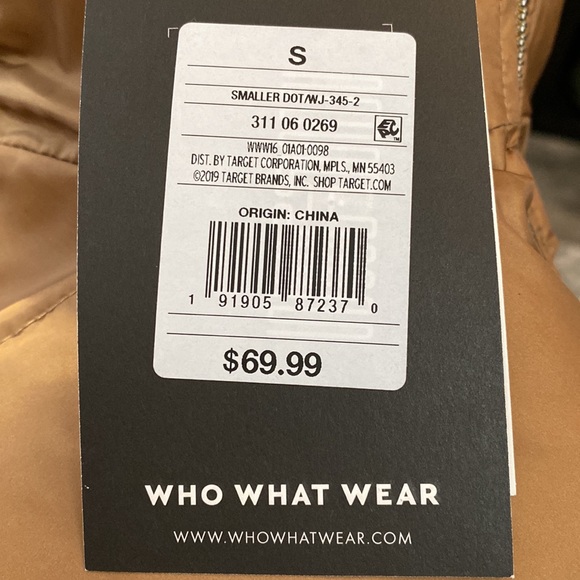 S
SMALLER DOT/WJ-345-2
311 06 0269
WWW16 01A01-0098
DIST. BY TARGET CORPORATION, MPLS., MN 55403
©2019 TARGET BRANDS, INC. SHOP TARGET.COM
ORIGIN: CHINA
1 91905 87237 0
$69.99
WHO WHAT WEAR
WWW.WHOWHATWEAR.COM